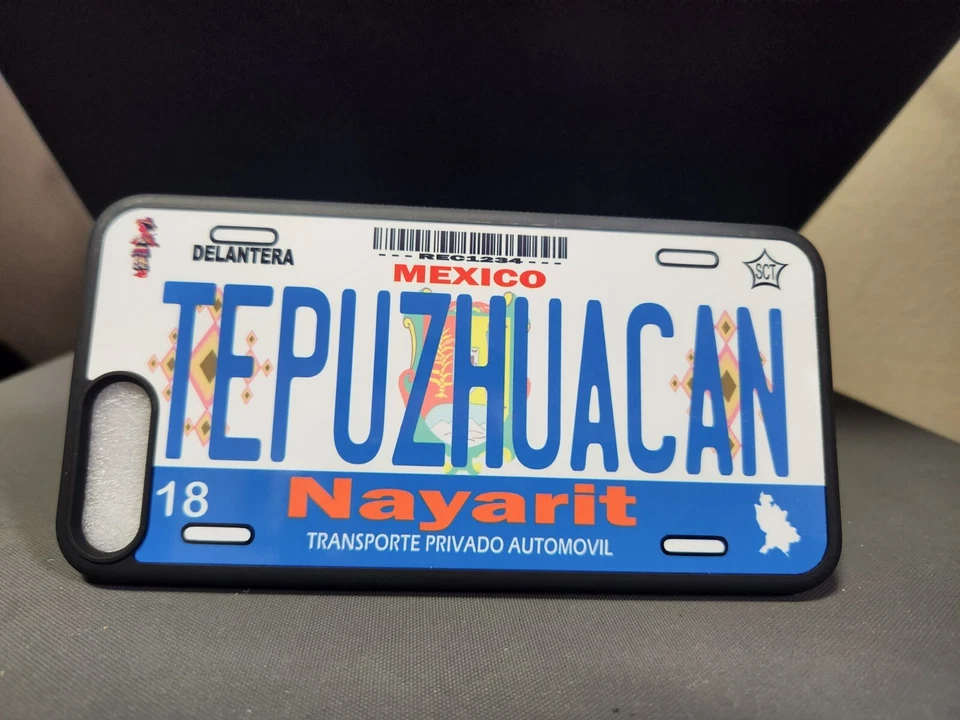 DELANTERA
REC1234
MEXICO
SCT
TEPUZHUACAN
18
Nayarit
TRANSPORTE PRIVADO AUTOMOVIL